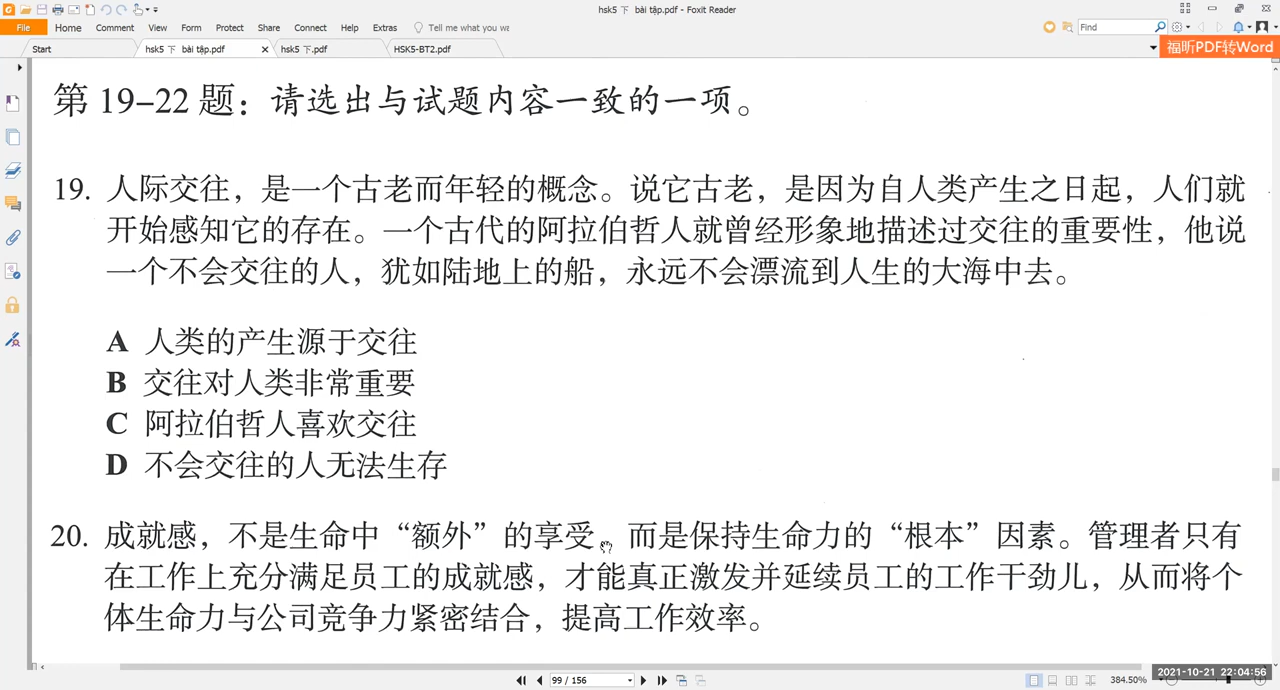 hsk5 下 bài tập.pdf - Foxit Reader
File Home Comment View Form Protect Share Connect Help Extras Tell me what you wa Find
Start hsk5 下 bài tập.pdf hsk5 下.pdf HSK5-BT2.pdf 福昕PDF转Word
第 19–22 题：请选出与试题内容一致的一项。
19. 人际交往，是一个古老而年轻的概念。说它古老，是因为自人类产生之日起，人们就
开始感知它的存在。一个古代的阿拉伯哲人就曾经形象地描述过交往的重要性，他说
一个不会交往的人，犹如陆地上的船，永远不会漂流到人生的大海中去。
A 人类的产生源于交往
B 交往对人类非常重要
C 阿拉伯哲人喜欢交往
D 不会交往的人无法生存
20. 成就感，不是生命中“额外”的享受。而是保持生命力的“根本”因素。管理者只有
在工作上充分满足员工的成就感，才能真正激发并延续员工的工作干劲儿，从而将个
体生命力与公司竞争力紧密结合，提高工作效率。
2021-10-21 22:04:56
99 / 156 384.50%